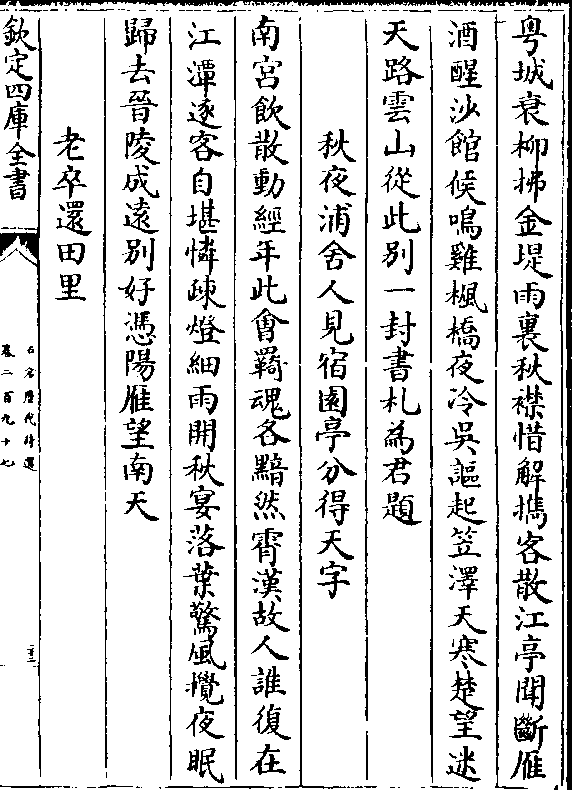 粤城衰柳拂金堤雨裏秋襟惜解攜客散江亭聞斷雁
酒醒沙館候鳴雞楓橋夜冷吳謳起笠澤天寒楚望迷
天路雲山從此別一封書札為君題
秋夜浦舍人見宿園亭分得天字
南宮飲散動經年此會羇魂各黯然霄漢故人誰復在
江潭逐客自堪憐疎燈細雨開秋宴落葉驚風攪夜眠
歸去晉陵成遠別好憑陽雁望南天
老卒還田里
欽定四庫全書
石倉歴代詩選
卷二百九十七